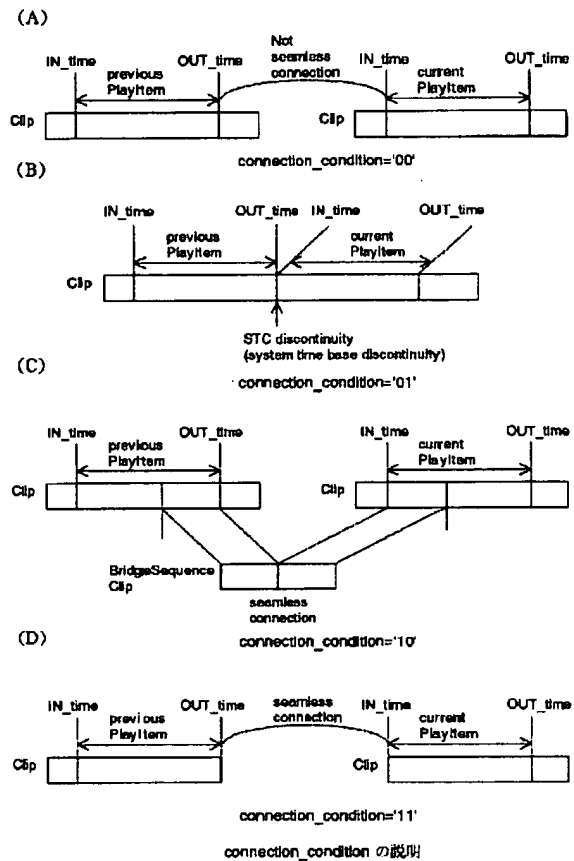 (A)
Not
seamless
connection
IN_time
OUT_time
IN_time
OUT_time
previous
PlayItem
current
PlayItem
Clip
Clip
connection_condition='00'
(B)
IN_time
OUT_time
IN_time
OUT_time
previous
PlayItem
current
PlayItem
Clip
STC discontinuity
(system time base discontinuity)
connection_condition='01'
(C)
IN_time
OUT_time
IN_time
OUT_time
previous
PlayItem
current
PlayItem
Clip
Clip
BridgeSequence
Clip
seamless
connection
connection_condition='10'
(D)
seamless
connection
IN_time
OUT_time
IN_time
OUT_time
previous
PlayItem
current
PlayItem
Clip
Clip
connection_condition='11'
connection_condition の説明